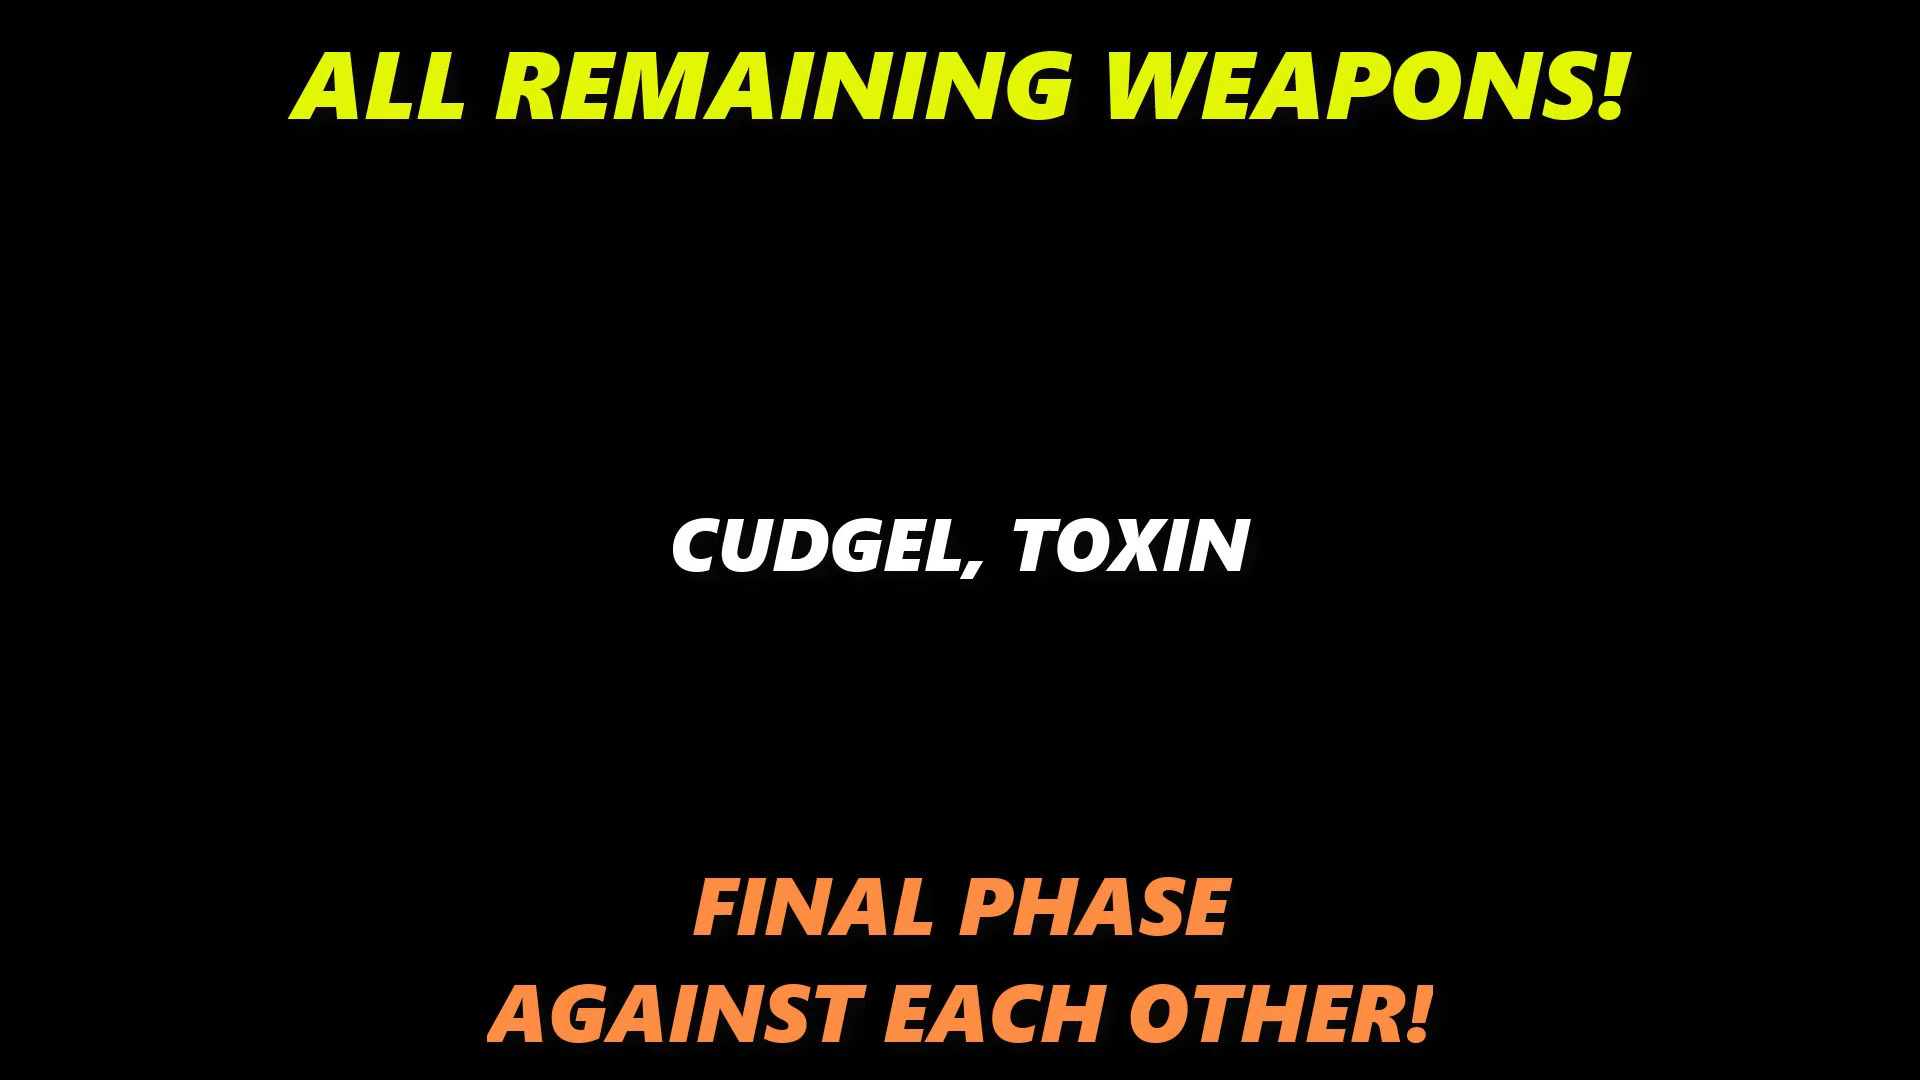 ALL REMAINING WEAPONS!
CUDGEL, TOXIN
FINAL PHASE
AGAINST EACH OTHER!